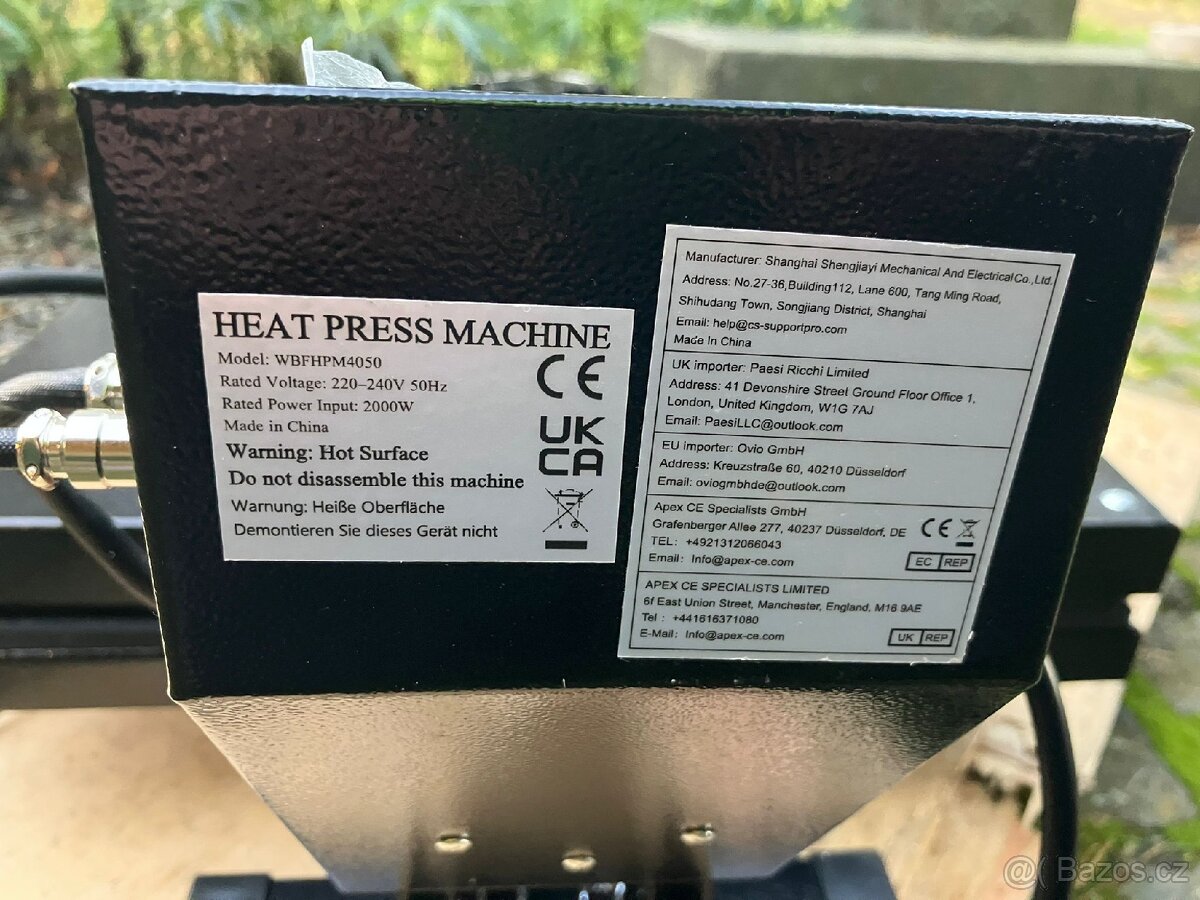 HEAT PRESS MACHINE
Model: WBFHPM4050
Rated Voltage: 220–240V 50Hz
Rated Power Input: 2000W
Made in China
Warning: Hot Surface
Do not disassemble this machine
Warnung: Heiße Oberfläche
Demontieren Sie dieses Gerät nicht
CE
UK
CA
Manufacturer: Shanghai Shengjiayi Mechanical And Electrical Co.,Ltd.
Address: No.27-36,Building112, Lane 600, Tang Ming Road,
Shihudang Town, Songjiang District, Shanghai
Email: help@cs-supportpro.com
Made In China
UK importer: Paesi Ricchi Limited
Address: 41 Devonshire Street Ground Floor Office 1,
London, United Kingdom, W1G 7AJ
Email: PaesiLLC@outlook.com
EU importer: Ovio GmbH
Address: Kreuzstraße 60, 40210 Düsseldorf
Email: oviogmbhde@outlook.com
Apex CE Specialists GmbH
Grafenberger Allee 277, 40237 Düsseldorf, DE
TEL: +4921312066043
Email: Info@apex-ce.com
CE
EC REP
APEX CE SPECIALISTS LIMITED
6f East Union Street, Manchester, England, M16 9AE
Tel : +441616371080
E-Mail: Info@apex-ce.com
UK REP
Bazos.cz